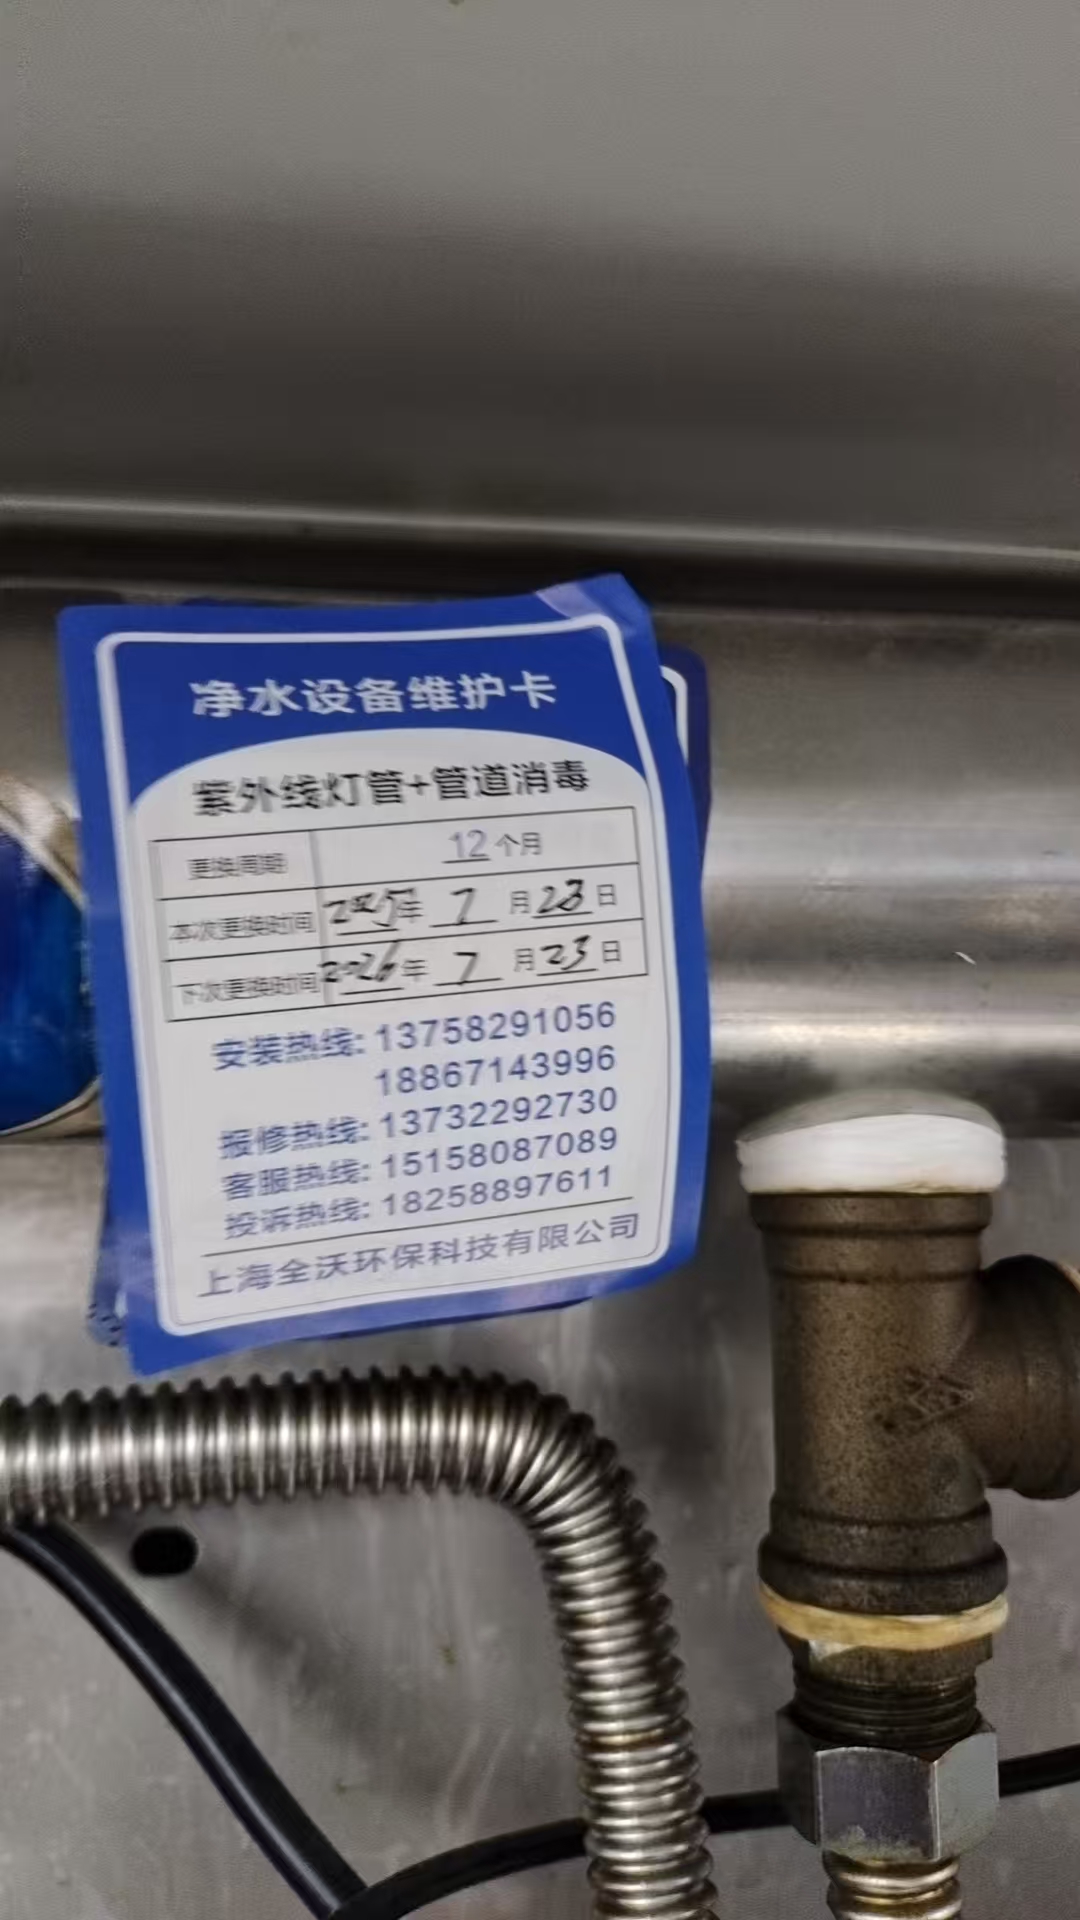 净水设备维护卡
紫外线灯管+管道消毒
更换周期 12 个月
本次更换时间 2025年 7 月 23 日
下次更换时间 2026年 7 月 23 日
安装热线: 13758291056
18867143996
报修热线: 13732292730
客服热线: 15158087089
投诉热线: 18258897611
上海全沃环保科技有限公司